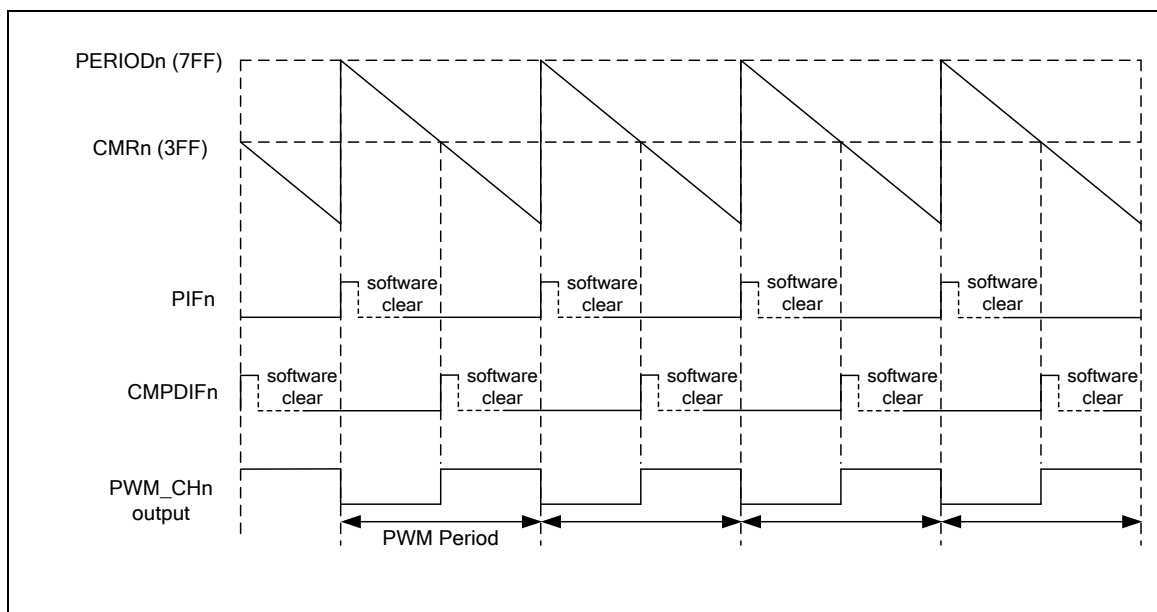 PERIODn (7FF)
CMRn (3FF)
PIFn
software
clear
software
clear
software
clear
software
clear
CMPDIFn
software
clear
software
clear
software
clear
software
clear
software
clear
PWM_CHn
output
PWM Period